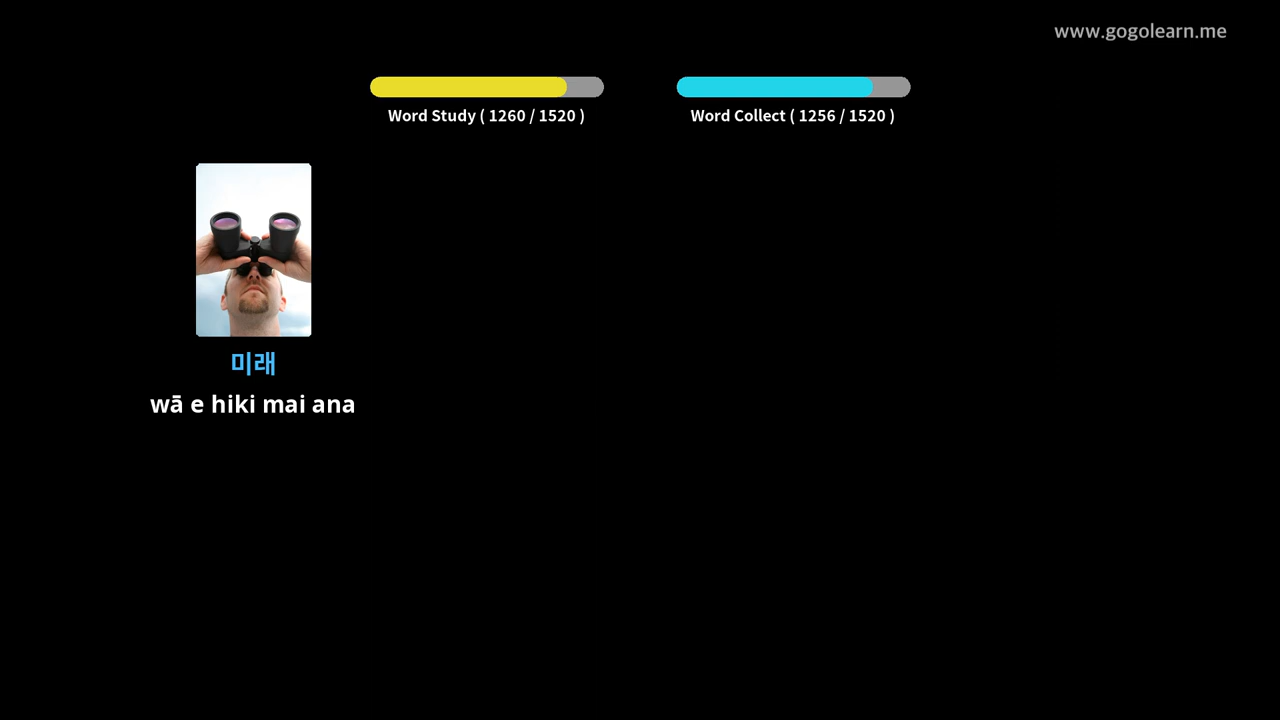 www.gogolearn.me
Word Study ( 1260 / 1520 )
Word Collect ( 1256 / 1520 )
미래
wā e hiki mai ana